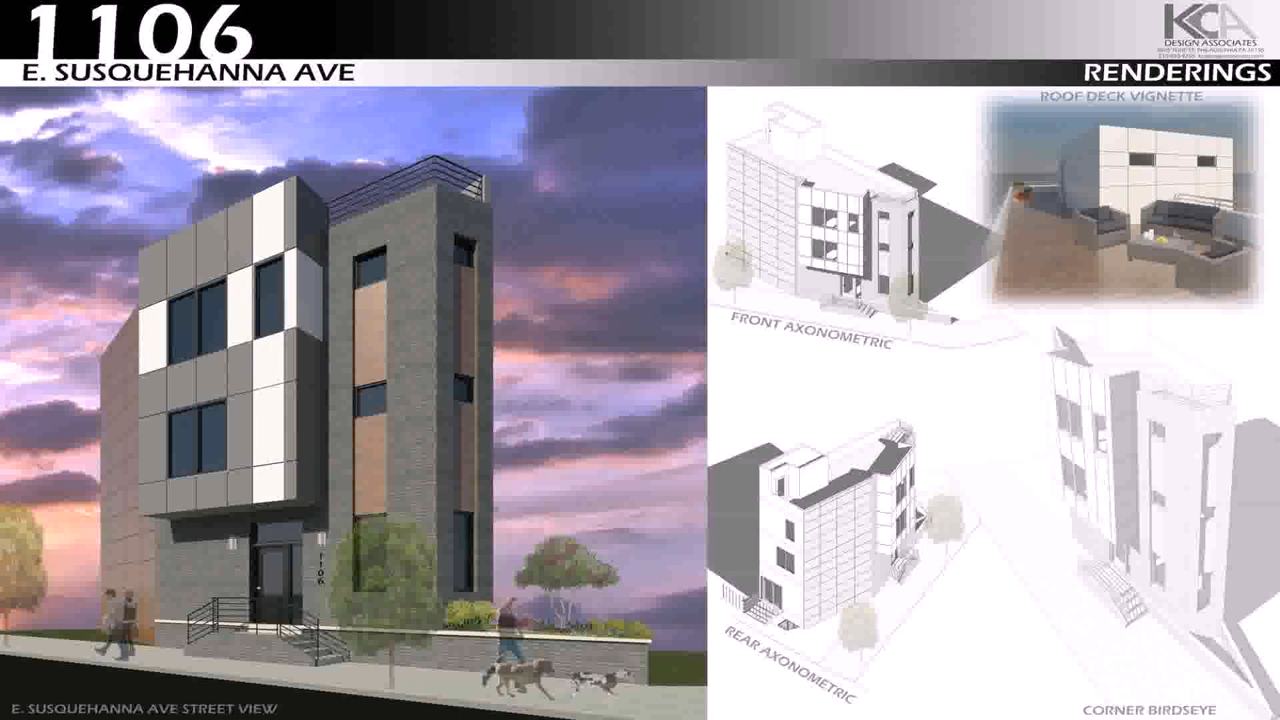 1106
E. SUSQUEHANNA AVE
KCA
DESIGN ASSOCIATES
RENDERINGS
ROOF DECK VIGNETTE
FRONT AXONOMETRIC
1106
REAR AXONOMETRIC
E. SUSQUEHANNA AVE STREET VIEW
CORNER BIRDSEYE